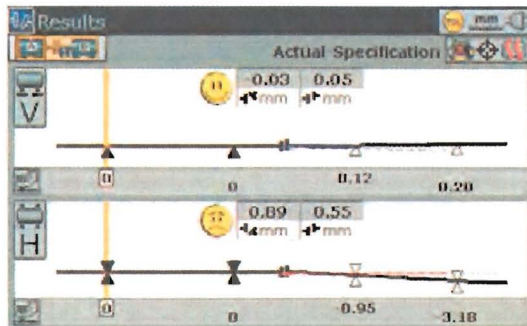 Results mm
Actual Specification
V -0.03 0.05
mm mm
0 0 0.12 0.20
H 0.89 0.55
mm mm
0 0 -0.95 -3.18